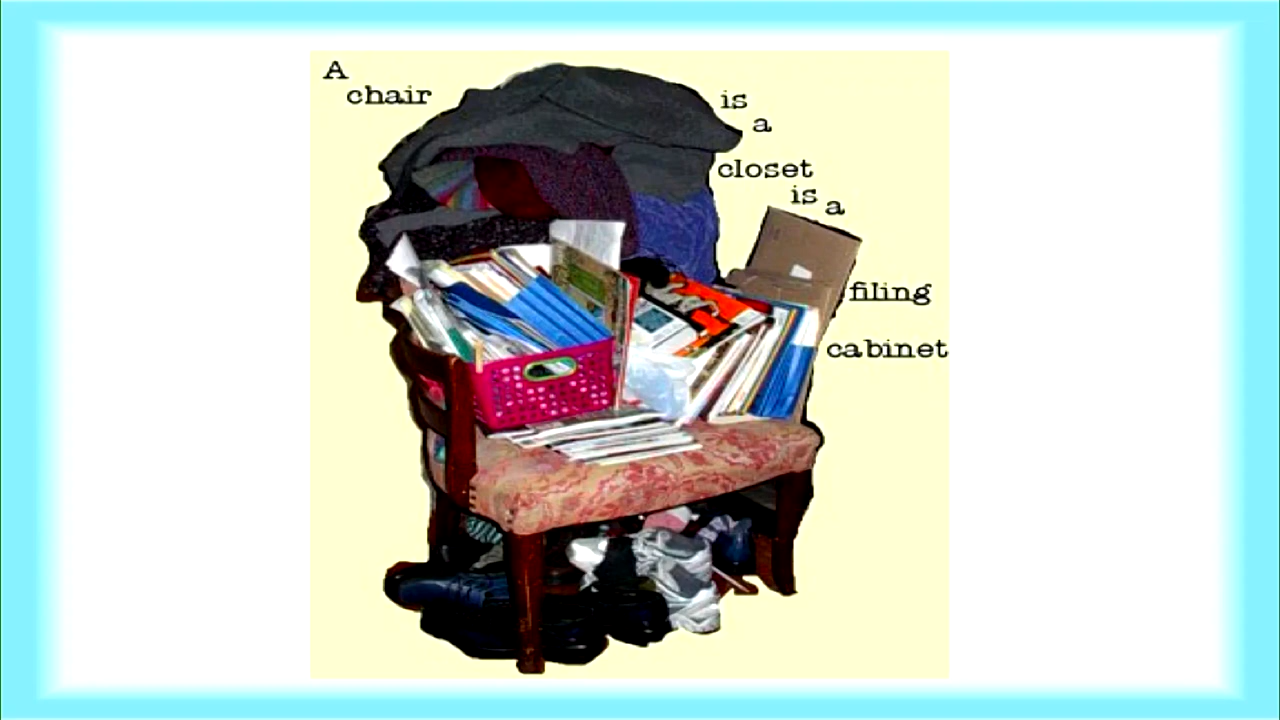 A
chair
is
a
closet
is
a
filing
cabinet